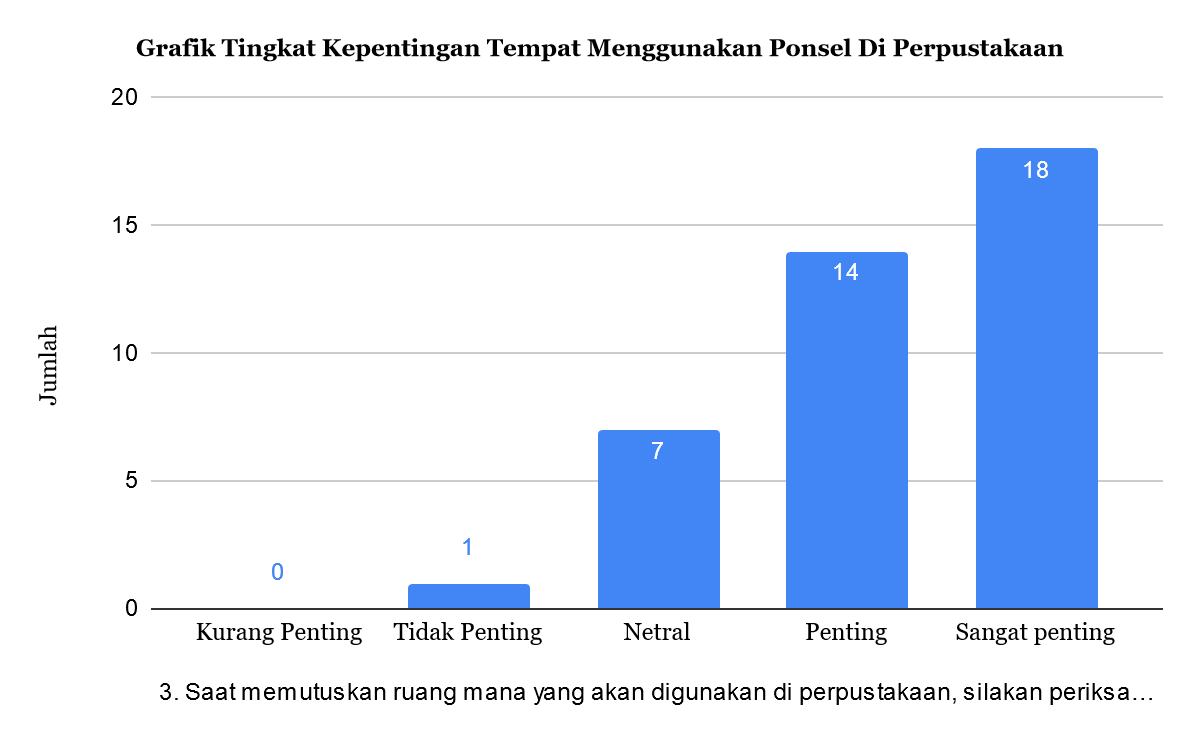 Grafik Tingkat Kepentingan Tempat Menggunakan Ponsel Di Perpustakaan
Jumlah
20
15
10
5
0
0
1
7
14
18
Kurang Penting
Tidak Penting
Netral
Penting
Sangat penting
3. Saat memutuskan ruang mana yang akan digunakan di perpustakaan, silakan periksa…